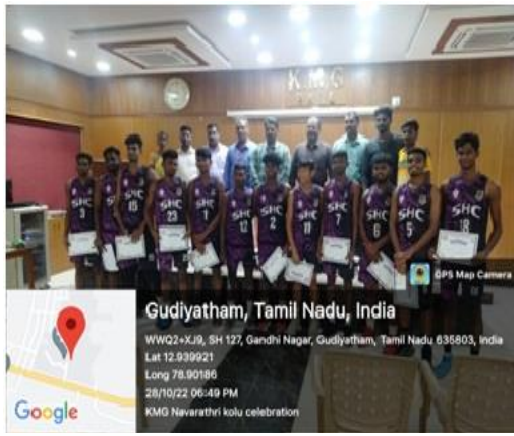 KMG
3
15
SHC
23
SHC
1
SHC
12
SHC
2
SHC
11
SHC
7
SHC
6
SHC
5
SHC
18
GPS Map Camera
Gudiyatham, Tamil Nadu, India
WWQ2+XJ9, SH 127, Gandhi Nagar, Gudiyatham, Tamil Nadu 635803, India
Lat 12.939921
Long 78.90186
28/10/22 06:49 PM
KMG Navarathri kolu celebration
Google